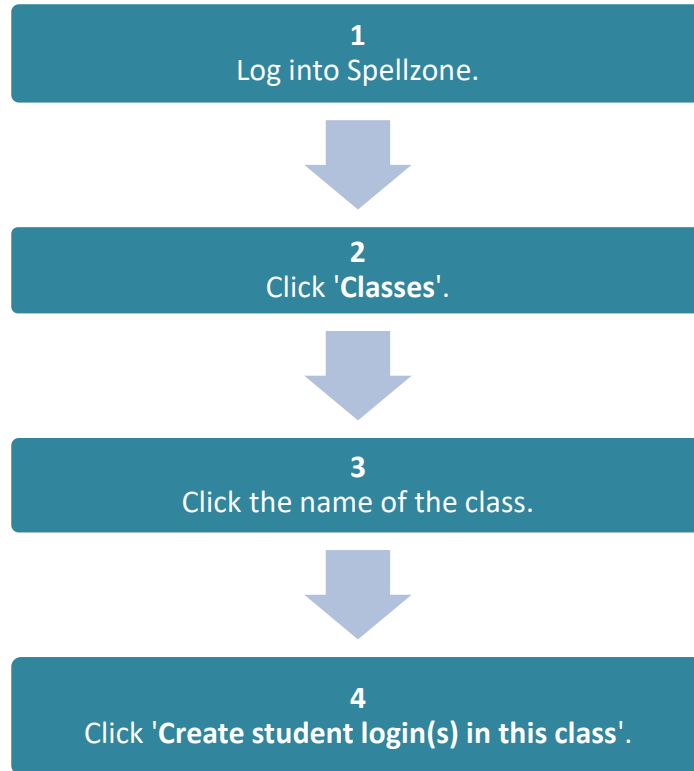 1
Log into Spellzone.
2
Click 'Classes'.
3
Click the name of the class.
4
Click 'Create student login(s) in this class'.